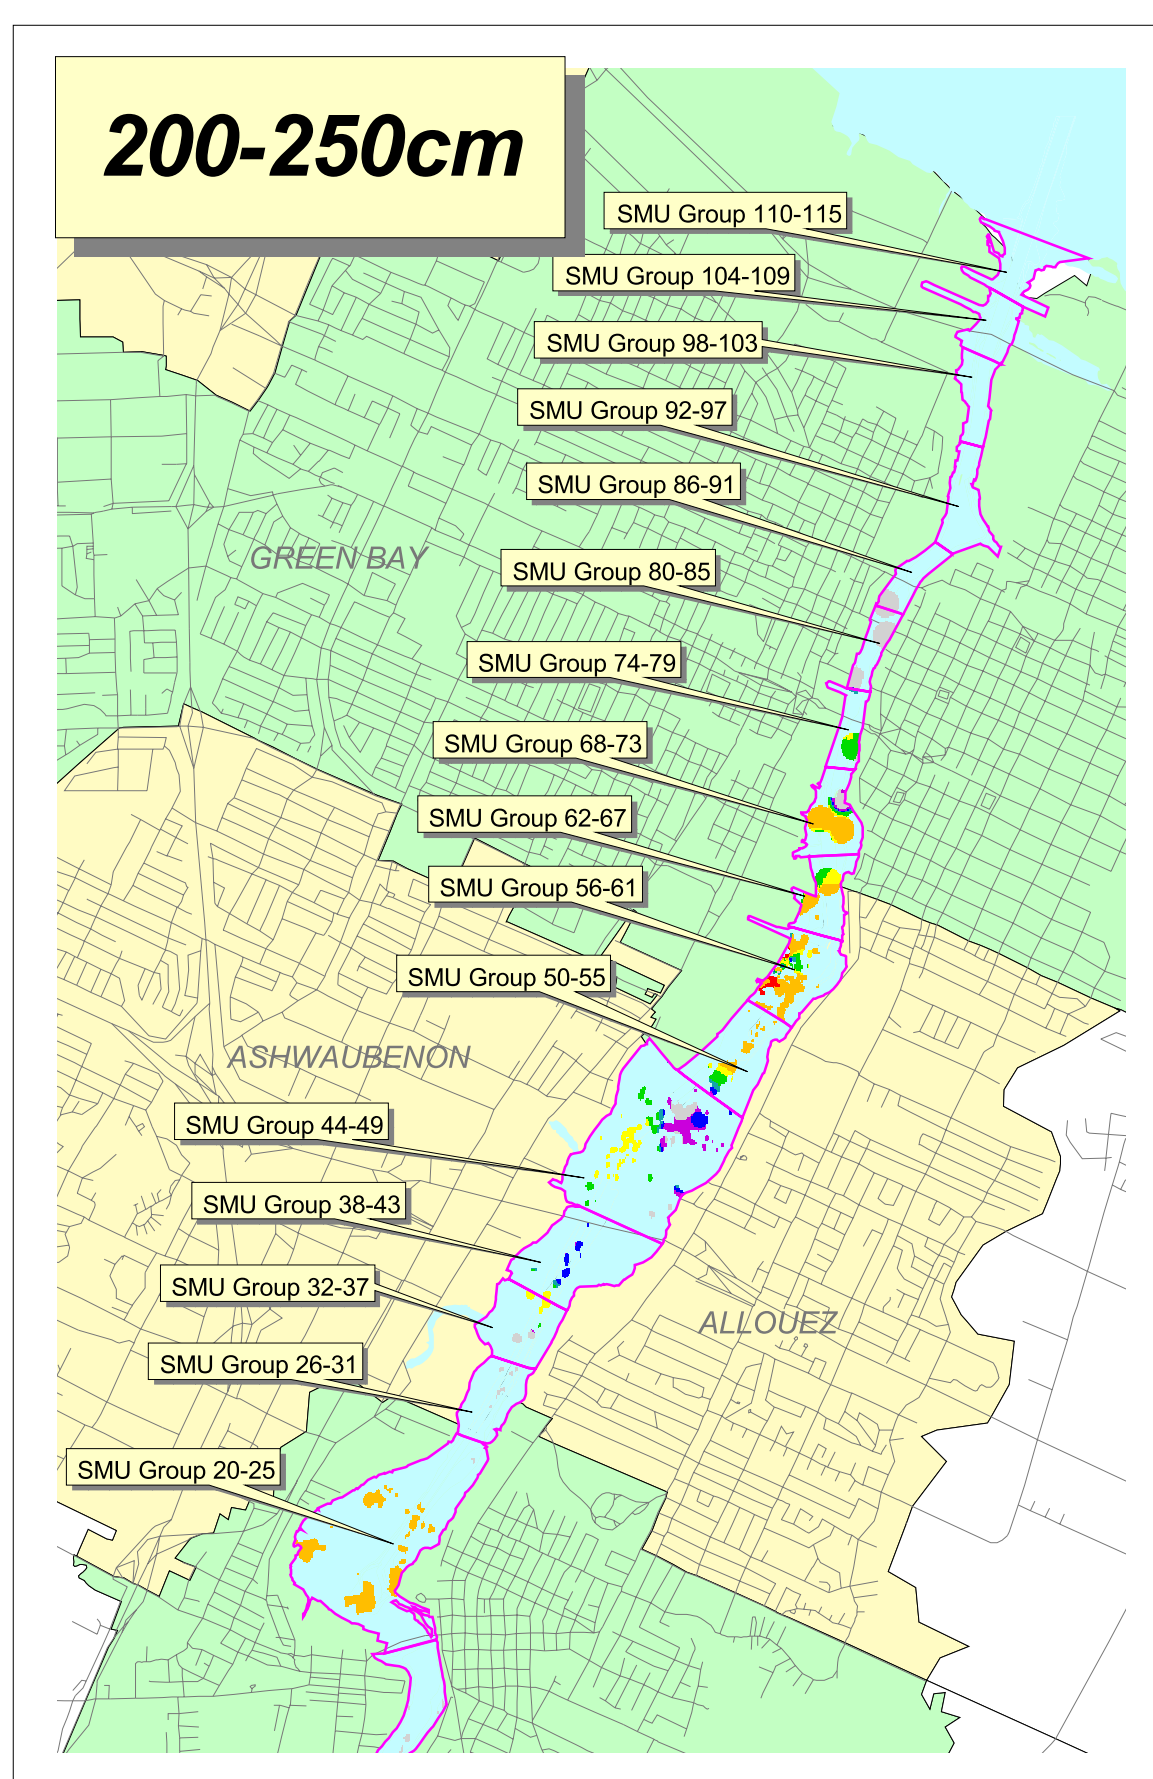 200-250cm
SMU Group 110-115
SMU Group 104-109
SMU Group 98-103
SMU Group 92-97
SMU Group 86-91
GREEN BAY
SMU Group 80-85
SMU Group 74-79
SMU Group 68-73
SMU Group 62-67
SMU Group 56-61
SMU Group 50-55
ASHWAUBENON
SMU Group 44-49
SMU Group 38-43
SMU Group 32-37
ALLOUEZ
SMU Group 26-31
SMU Group 20-25